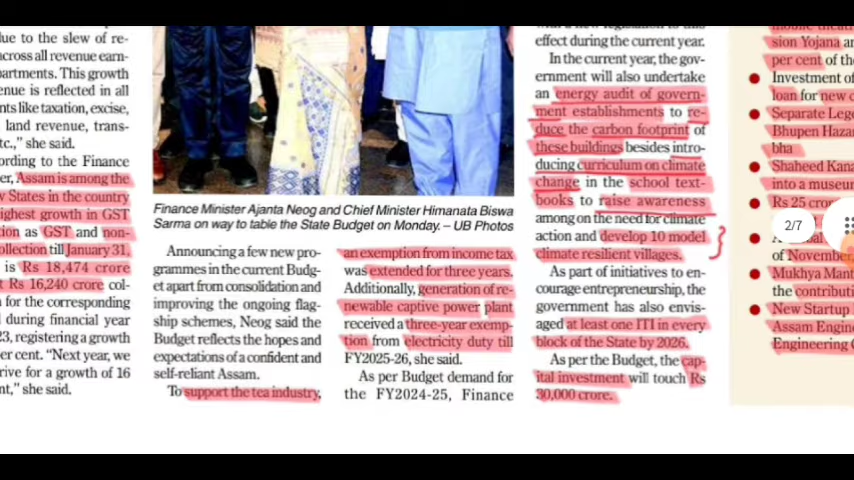 due to the slew of re-
across all revenue earn-
partments. This growth
enue is reflected in all
nts like taxation, excise,
land revenue, trans-
tc.," she said.
ording to the Finance
er, Assam is among the
w States in the country
ighest growth in GST
tion as GST and non-
ollection till January 31,
is Rs 18,474 crore
t Rs 16,240 crore col-
n for the corresponding
d during financial year
23, registering a growth
er cent. "Next year, we
rive for a growth of 16
nt," she said.
Finance Minister Ajanta Neog and Chief Minister Himanata Biswa
Sarma on way to table the State Budget on Monday. – UB Photos
Announcing a few new pro-
grammes in the current Budg-
et apart from consolidation and
improving the ongoing flag-
ship schemes, Neog said the
Budget reflects the hopes and
expectations of a confident and
self-reliant Assam.
To support the tea industry,
an exemption from income tax
was extended for three years.
Additionally, generation of re-
newable captive power plant
received a three-year exemp-
tion from electricity duty till
FY2025-26, she said.
As per Budget demand for
the FY2024-25, Finance
effect during the current year.
In the current year, the gov-
ernment will also undertake
an energy audit of govern-
ment establishments to re-
duce the carbon footprint of
these buildings besides intro-
ducing curriculum on climate
change in the school text-
books to raise awareness
among on the need for climate
action and develop 10 model
climate resilient villages.
As part of initiatives to en-
courage entrepreneurship, the
government has also envis-
aged at least one ITI in every
block of the State by 2026.
As per the Budget, the cap-
ital investment will touch Rs
30,000 crore.
sion Yojana an
per cent of the
Investment of
loan for new c
Separate Lege
Bhupen Hazar
bha
Shaheed Kana
into a museum
Rs 25 cror
of November,
Mukhya Mant
the contributi
New Startup
Assam Engine
Engineering C
2/7